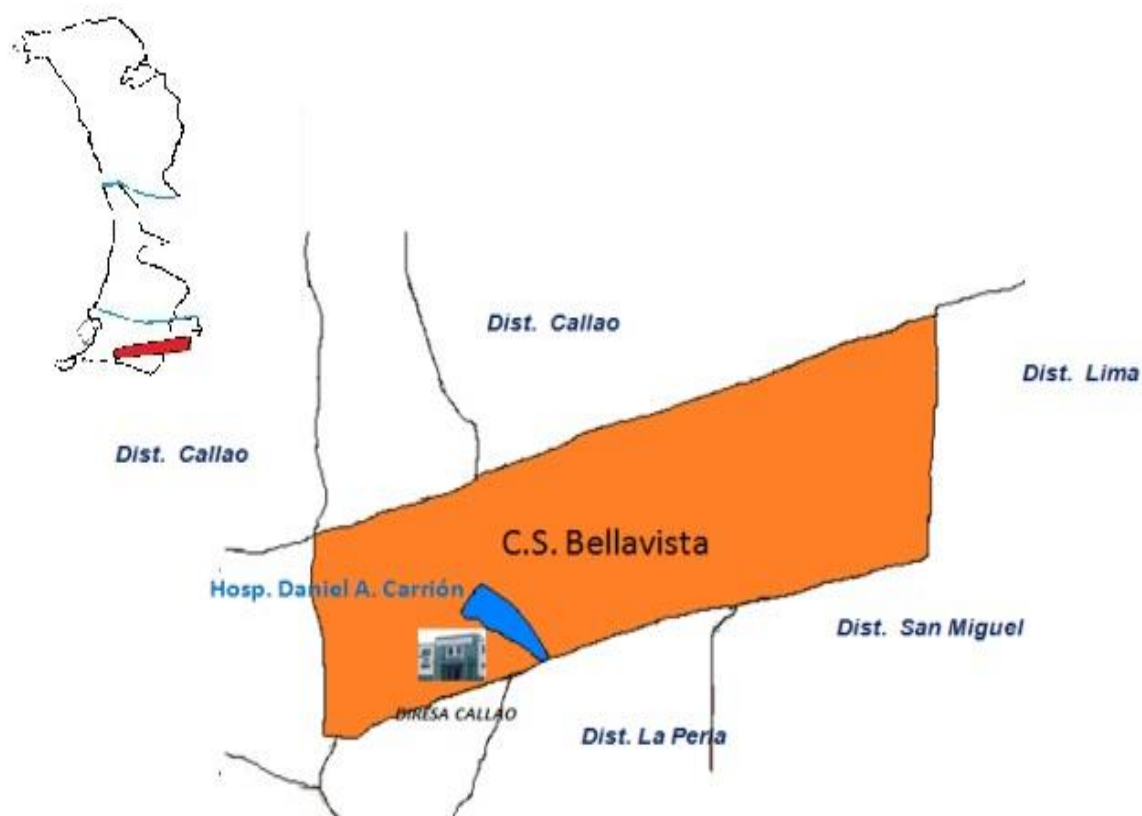 Dist. Callao
Dist. Lima
Dist. Callao
C.S. Bellavista
Hosp. Daniel A. Carrión
Dist. San Miguel
DIRESA CALLAO
Dist. La Perla